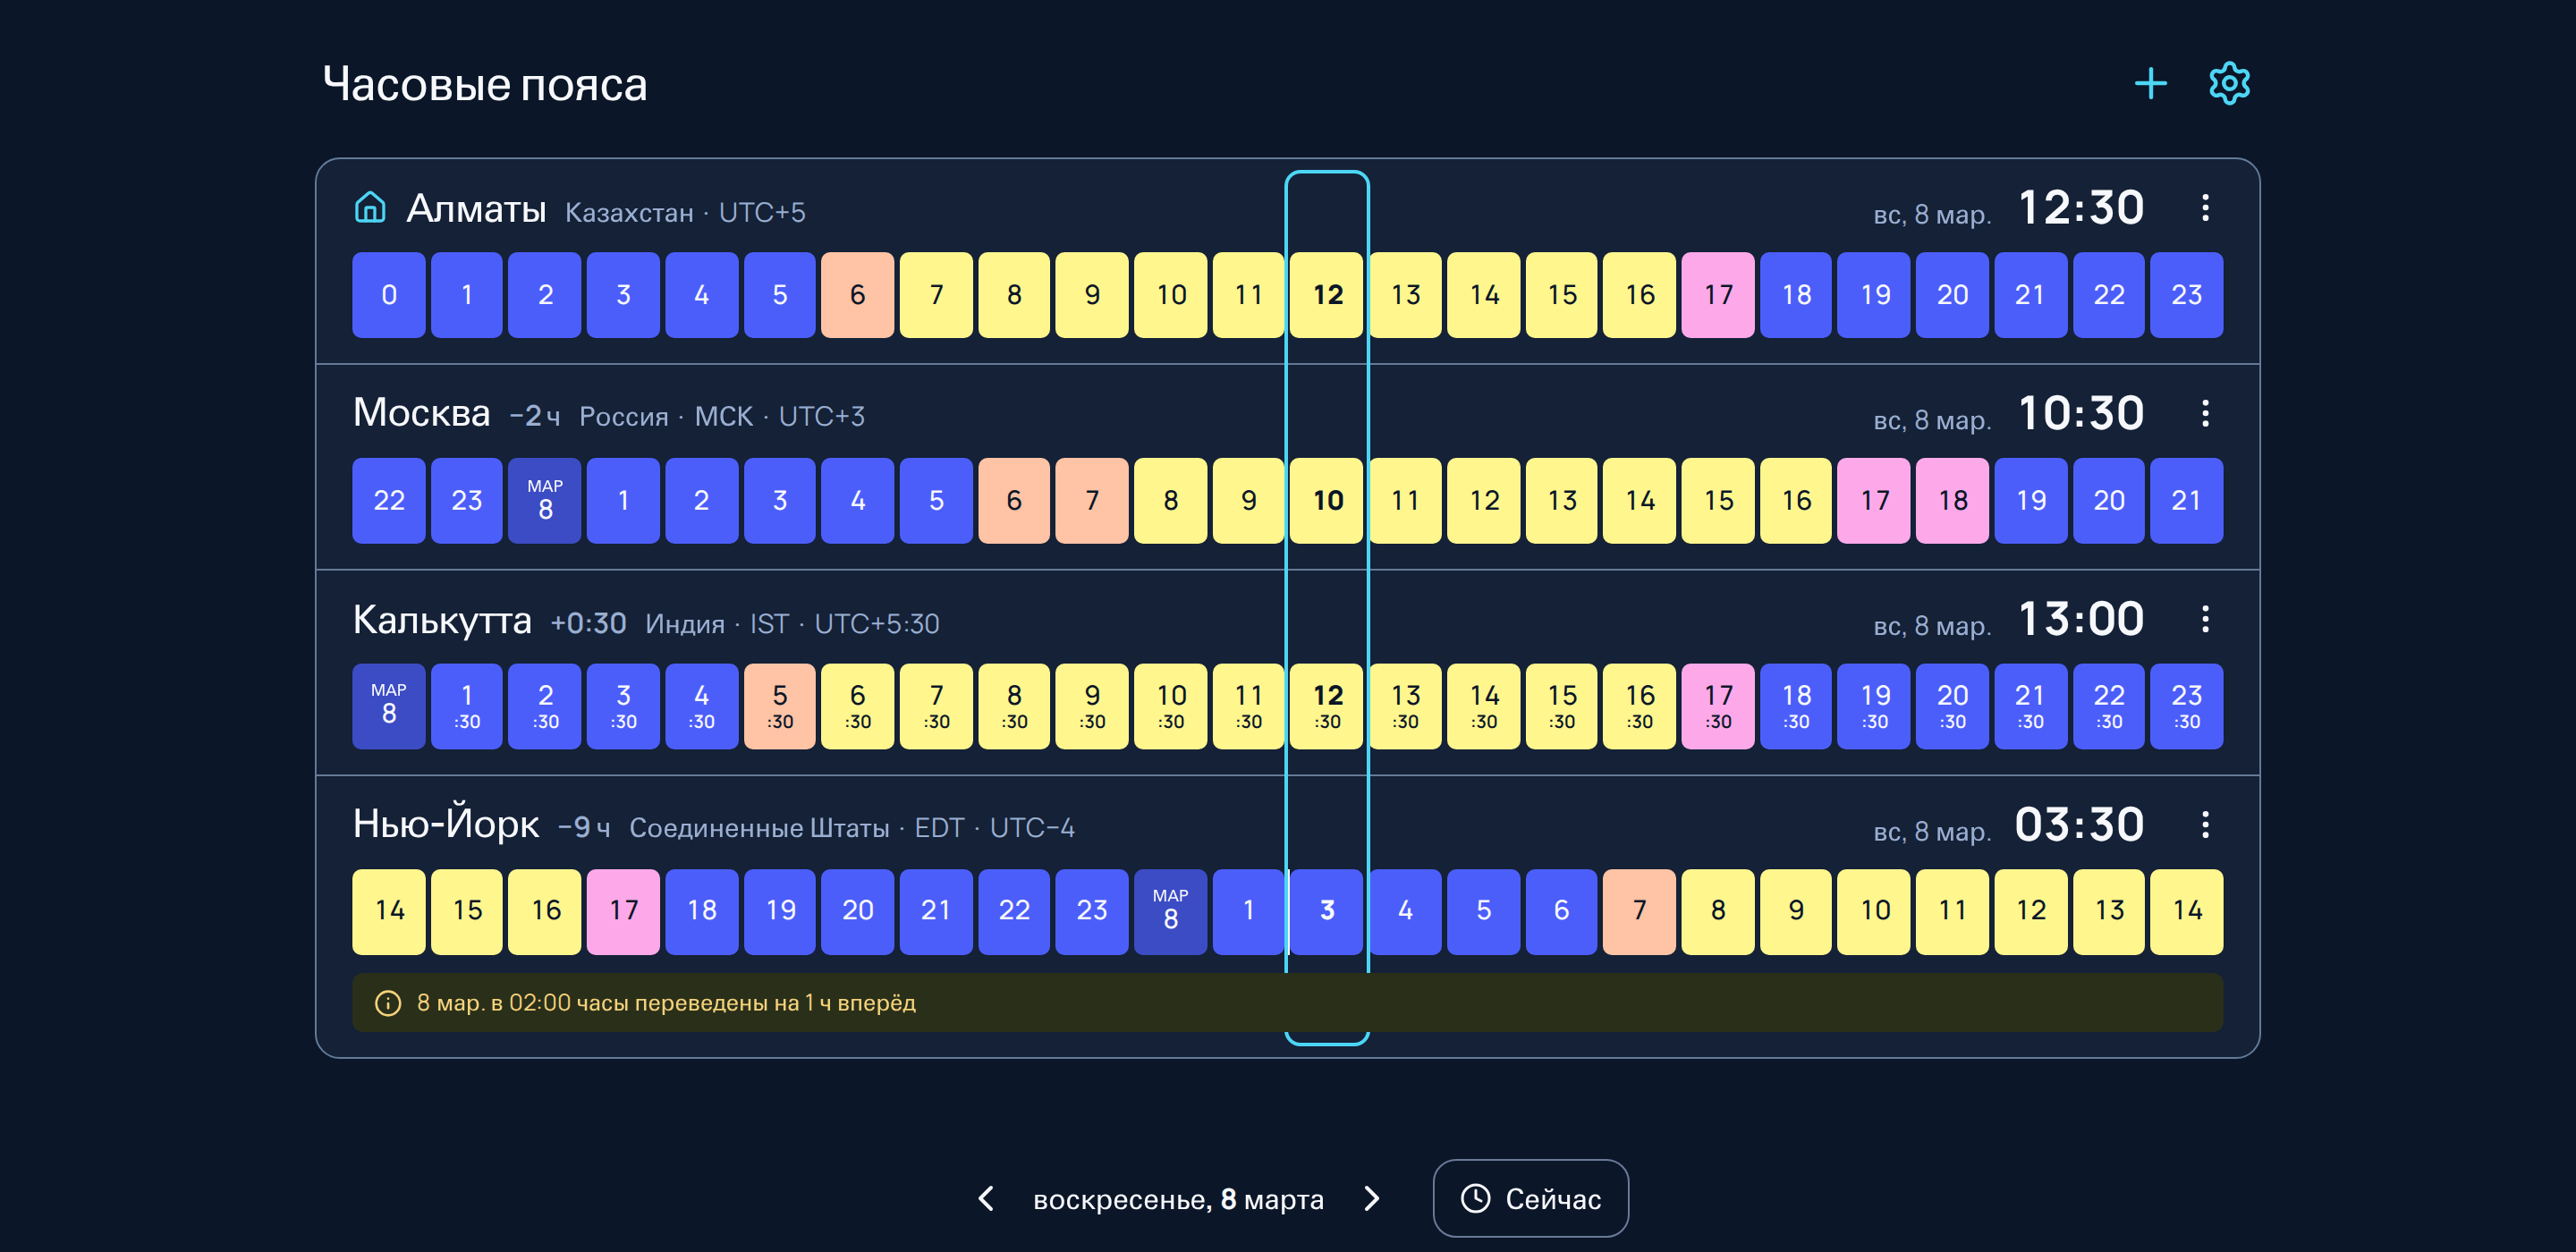 Часовые пояса
Алматы Казахстан · UTC+5 вс, 8 мар. 12:30
0 1 2 3 4 5 6 7 8 9 10 11 12 13 14 15 16 17 18 19 20 21 22 23
Москва −2 ч Россия · МСК · UTC+3 вс, 8 мар. 10:30
22 23 МАР 8 1 2 3 4 5 6 7 8 9 10 11 12 13 14 15 16 17 18 19 20 21
Калькутта +0:30 Индия · IST · UTC+5:30 вс, 8 мар. 13:00
МАР 8 1:30 2:30 3:30 4:30 5:30 6:30 7:30 8:30 9:30 10:30 11:30 12:30 13:30 14:30 15:30 16:30 17:30 18:30 19:30 20:30 21:30 22:30 23:30
Нью-Йорк −9 ч Соединенные Штаты · EDT · UTC−4 вс, 8 мар. 03:30
14 15 16 17 18 19 20 21 22 23 МАР 8 1 3 4 5 6 7 8 9 10 11 12 13 14
8 мар. в 02:00 часы переведены на 1 ч вперёд
воскресенье, 8 марта Сейчас